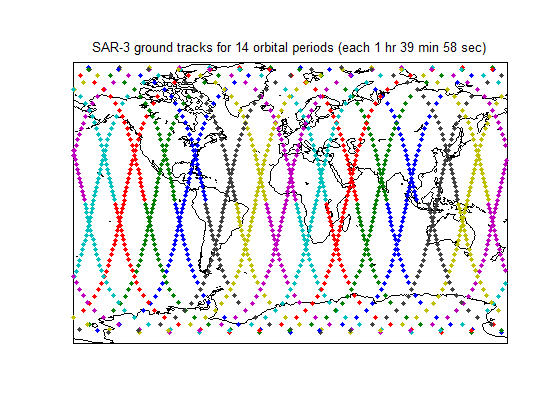 SAR-3 ground tracks for 14 orbital periods (each 1 hr 39 min 58 sec)